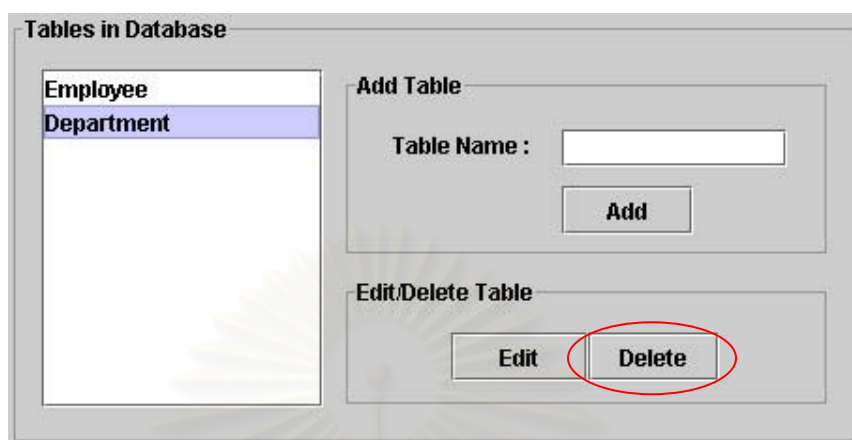 Tables in Database
Employee
Department
Add Table
Table Name :
Add
Edit/Delete Table
Edit
Delete